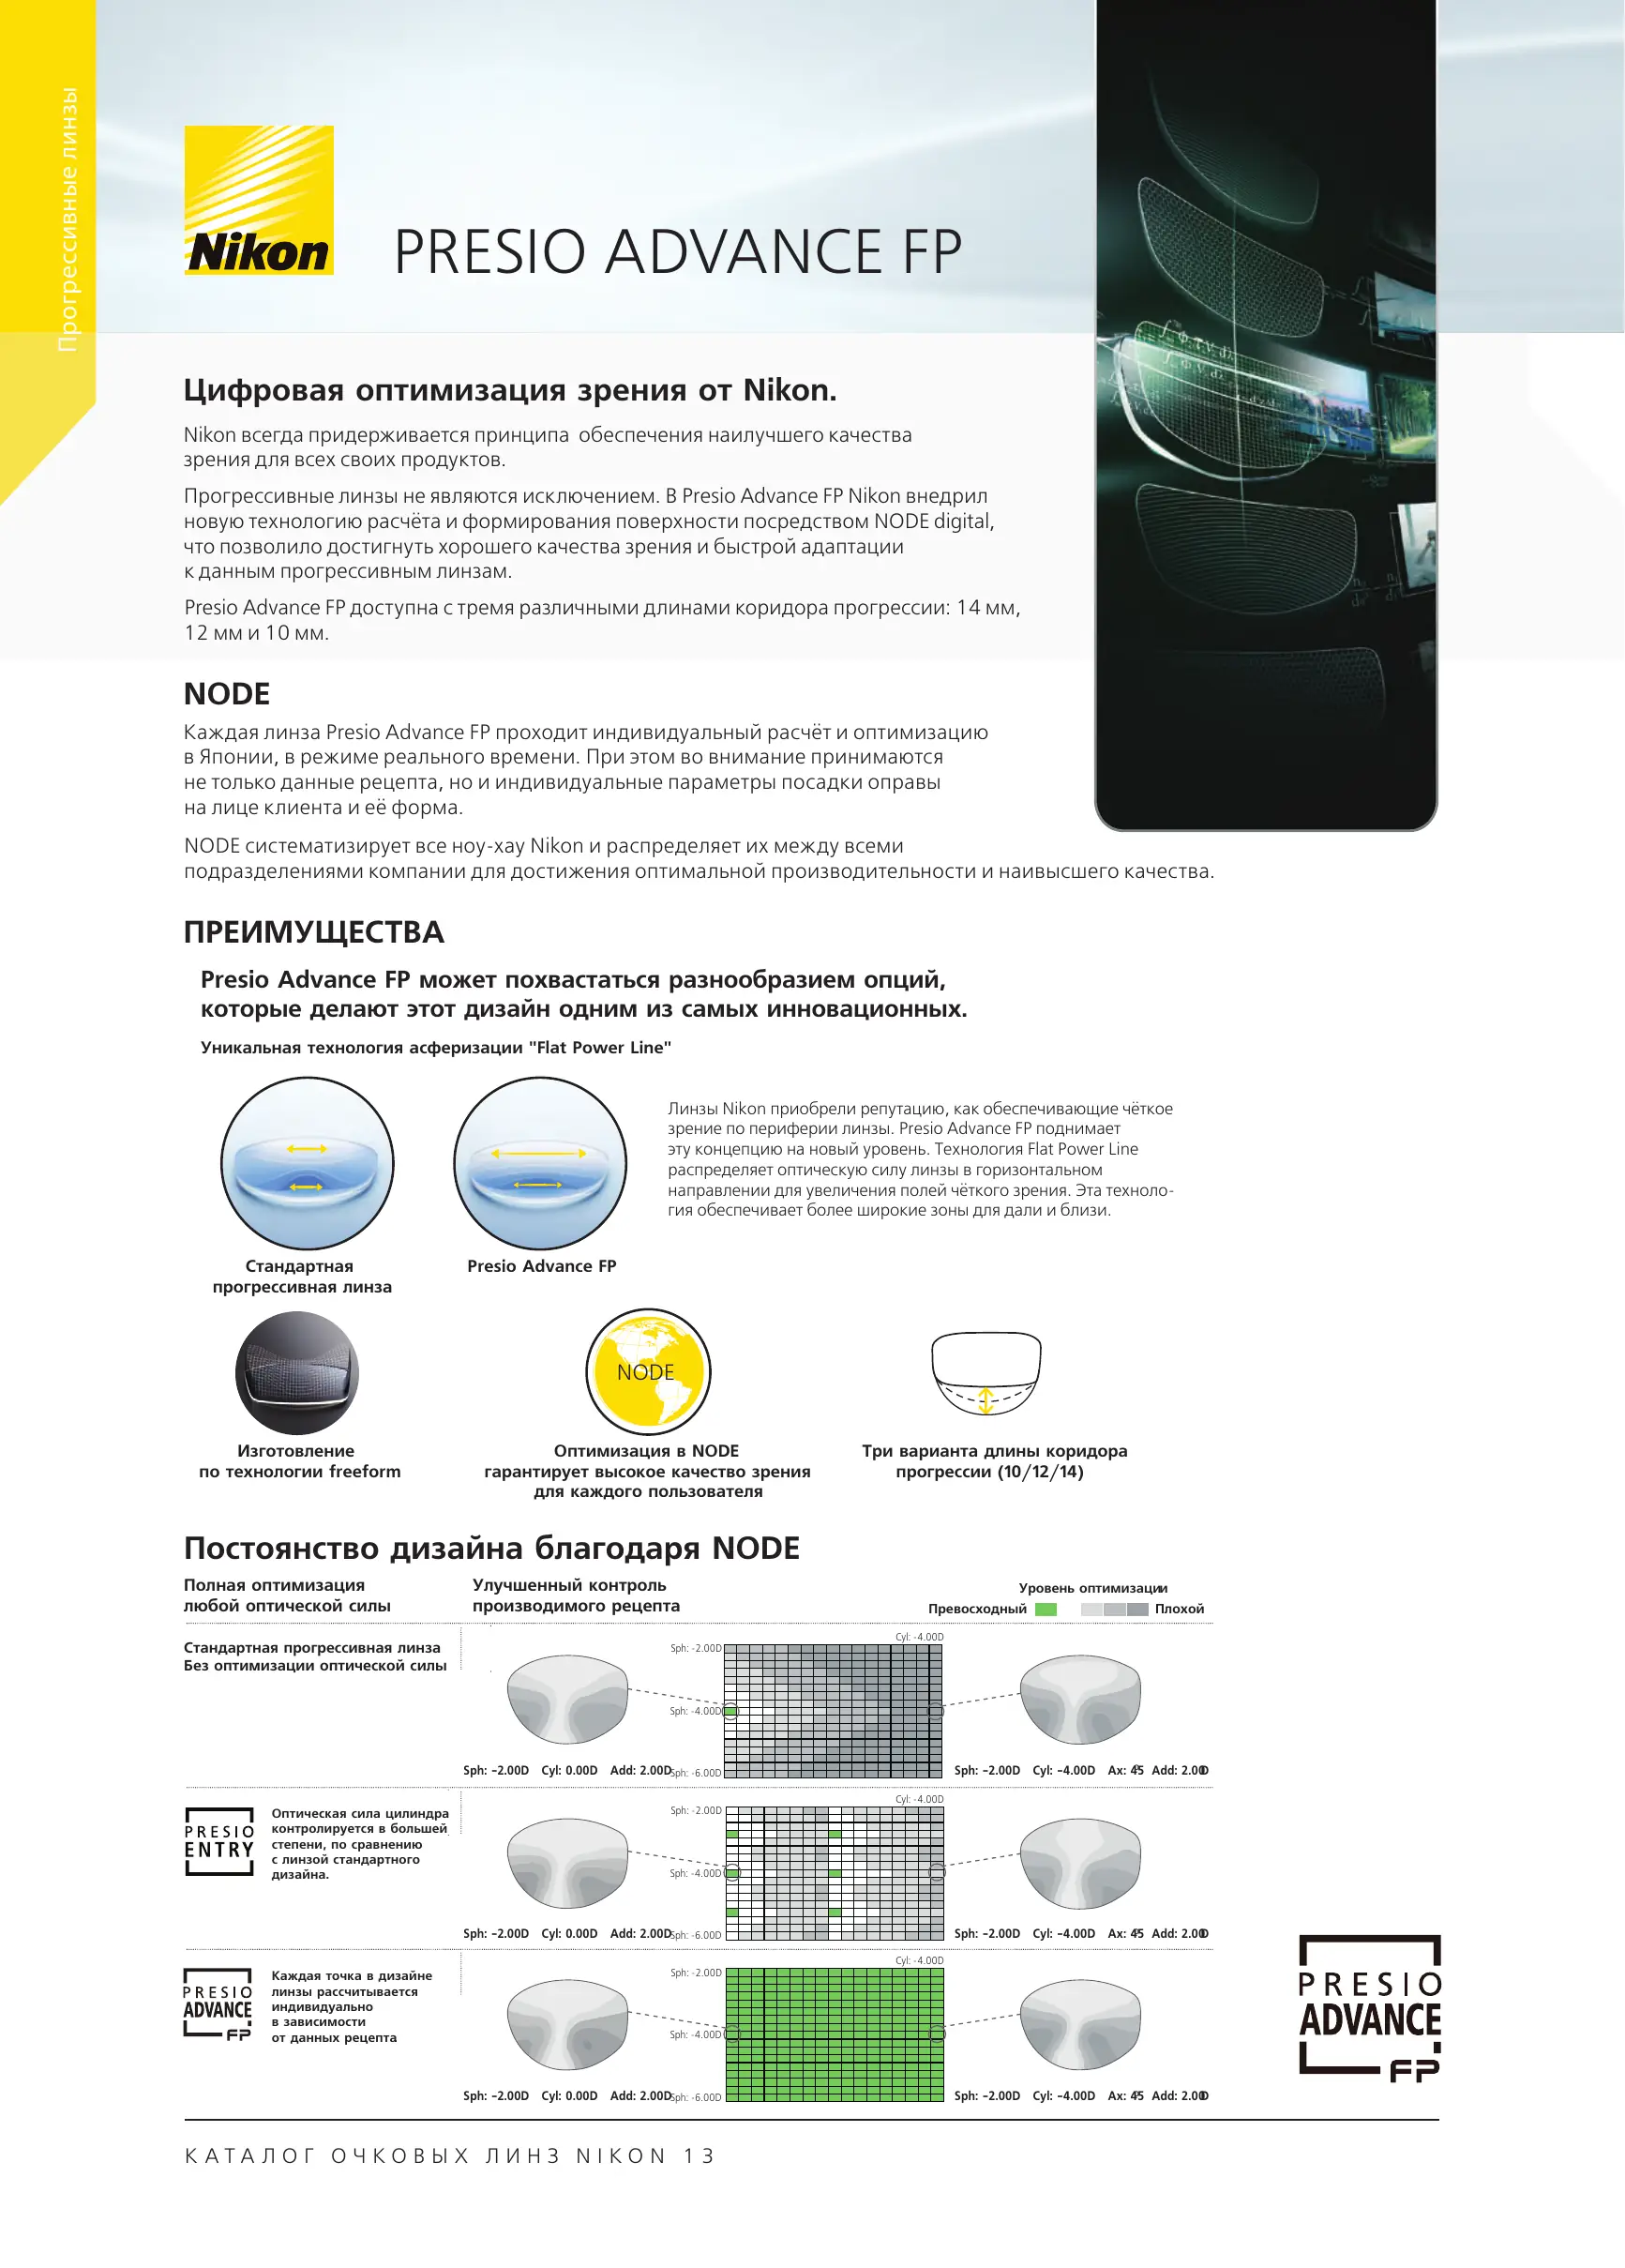 Прогрессивные линзы
Nikon
PRESIO ADVANCE FP
Цифровая оптимизация зрения от Nikon.
Nikon всегда придерживается принципа обеспечения наилучшего качества
зрения для всех своих продуктов.
Прогрессивные линзы не являются исключением. В Presio Advance FP Nikon внедрил
новую технологию расчёта и формирования поверхности посредством NODE digital,
что позволило достигнуть хорошего качества зрения и быстрой адаптации
к данным прогрессивным линзам.
Presio Advance FP доступна с тремя различными длинами коридора прогрессии: 14 мм,
12 мм и 10 мм.
NODE
Каждая линза Presio Advance FP проходит индивидуальный расчёт и оптимизацию
в Японии, в режиме реального времени. При этом во внимание принимаются
не только данные рецепта, но и индивидуальные параметры посадки оправы
на лице клиента и её форма.
NODE систематизирует все ноу-хау Nikon и распределяет их между всеми
подразделениями компании для достижения оптимальной производительности и наивысшего качества.
ПРЕИМУЩЕСТВА
Presio Advance FP может похвастаться разнообразием опций,
которые делают этот дизайн одним из самых инновационных.
Уникальная технология асферизации "Flat Power Line"
Линзы Nikon приобрели репутацию, как обеспечивающие чёткое
зрение по периферии линзы. Presio Advance FP поднимает
эту концепцию на новый уровень. Технология Flat Power Line
распределяет оптическую силу линзы в горизонтальном
направлении для увеличения полей чёткого зрения. Эта техноло-
гия обеспечивает более широкие зоны для дали и близи.
Стандартная
прогрессивная линза
Presio Advance FP
NODE
Изготовление
по технологии freeform
Оптимизация в NODE
гарантирует высокое качество зрения
для каждого пользователя
Три варианта длины коридора
прогрессии (10/12/14)
Постоянство дизайна благодаря NODE
Полная оптимизация
любой оптической силы
Улучшенный контроль
производимого рецепта
Уровень оптимизации
Превосходный Плохой
Стандартная прогрессивная линза
Без оптимизации оптической силы
Cyl: -4.00D
Sph: -2.00D
Sph: -4.00D
Sph: -6.00D
Sph: -2.00D Cyl: 0.00D Add: 2.00D
Sph: -2.00D Cyl: -4.00D Ax: 45 Add: 2.00D
PRESIO
ENTRY
Оптическая сила цилиндра
контролируется в большей
степени, по сравнению
с линзой стандартного
дизайна.
Cyl: -4.00D
Sph: -2.00D
Sph: -4.00D
Sph: -6.00D
Sph: -2.00D Cyl: 0.00D Add: 2.00D
Sph: -2.00D Cyl: -4.00D Ax: 45 Add: 2.00D
PRESIO
ADVANCE
FP
Каждая точка в дизайне
линзы рассчитывается
индивидуально
в зависимости
от данных рецепта
Cyl: -4.00D
Sph: -2.00D
Sph: -4.00D
Sph: -6.00D
Sph: -2.00D Cyl: 0.00D Add: 2.00D
Sph: -2.00D Cyl: -4.00D Ax: 45 Add: 2.00D
PRESIO
ADVANCE
FP
КАТАЛОГ ОЧКОВЫХ ЛИНЗ NIKON 13